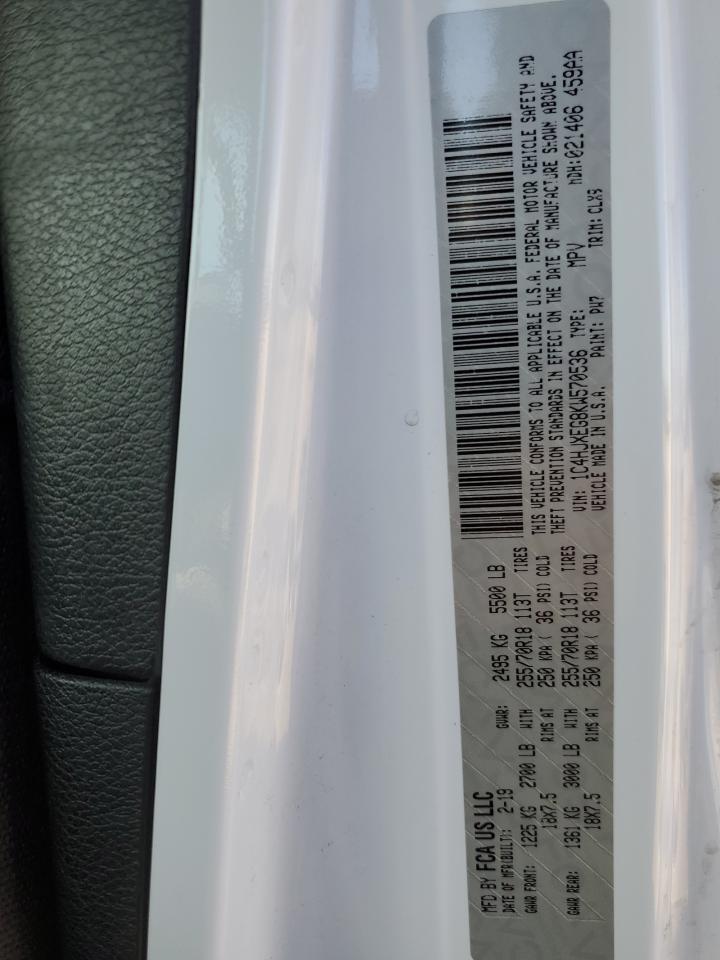 MFD BY FCA US LLC
DATE OF MFR(BUILT): 2-19 GVWR: 2495 KG 5500 LB
GAWR FRONT: 1225 KG 2700 LB WITH 255/70R18 113T TIRES
18X7.5 RIMS AT 250 KPA ( 36 PSI) COLD
GAWR REAR: 1361 KG 3000 LB WITH 255/70R18 113T TIRES
18X7.5 RIMS AT 250 KPA ( 36 PSI) COLD
THIS VEHICLE CONFORMS TO ALL APPLICABLE U.S.A. FEDERAL MOTOR VEHICLE SAFETY AND
THEFT PREVENTION STANDARDS IN EFFECT ON THE DATE OF MANUFACTURE SHOWN ABOVE.
VIN: 1C4HJXEG8KW570536 TYPE: MPV MDH:021406 459AA
VEHICLE MADE IN U.S.A. PAINT: PW7 TRIM: CLX9